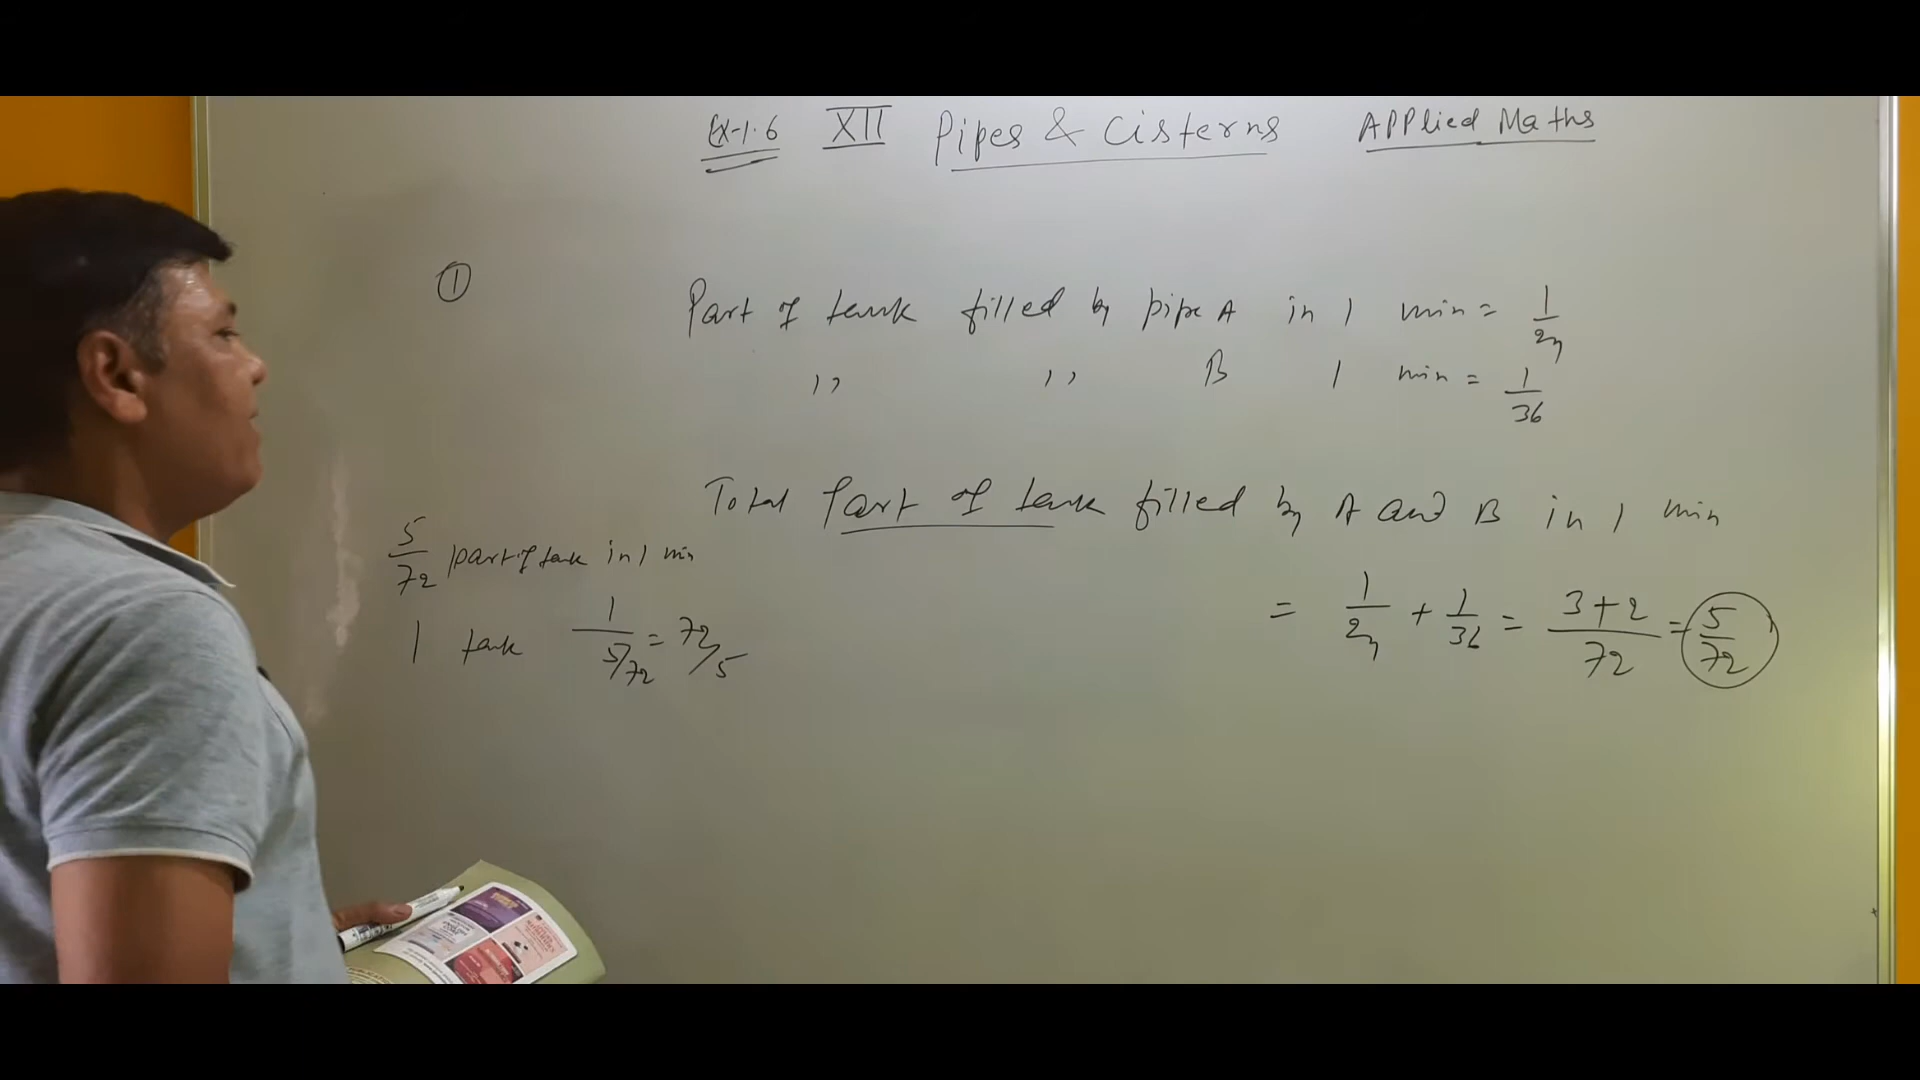 Ex-1.6 XII Pipes & Cisterns Applied Maths
①
Part of tank filled by pipe A in 1 min = 1/24
,, ,, B 1 min = 1/36
Total Part of tank filled by A and B in 1 min
= 1/24 + 1/36 = 3+2/72 = 5/72
5/72 part of tank in 1 min
1 tank 1/5/72 = 72/5